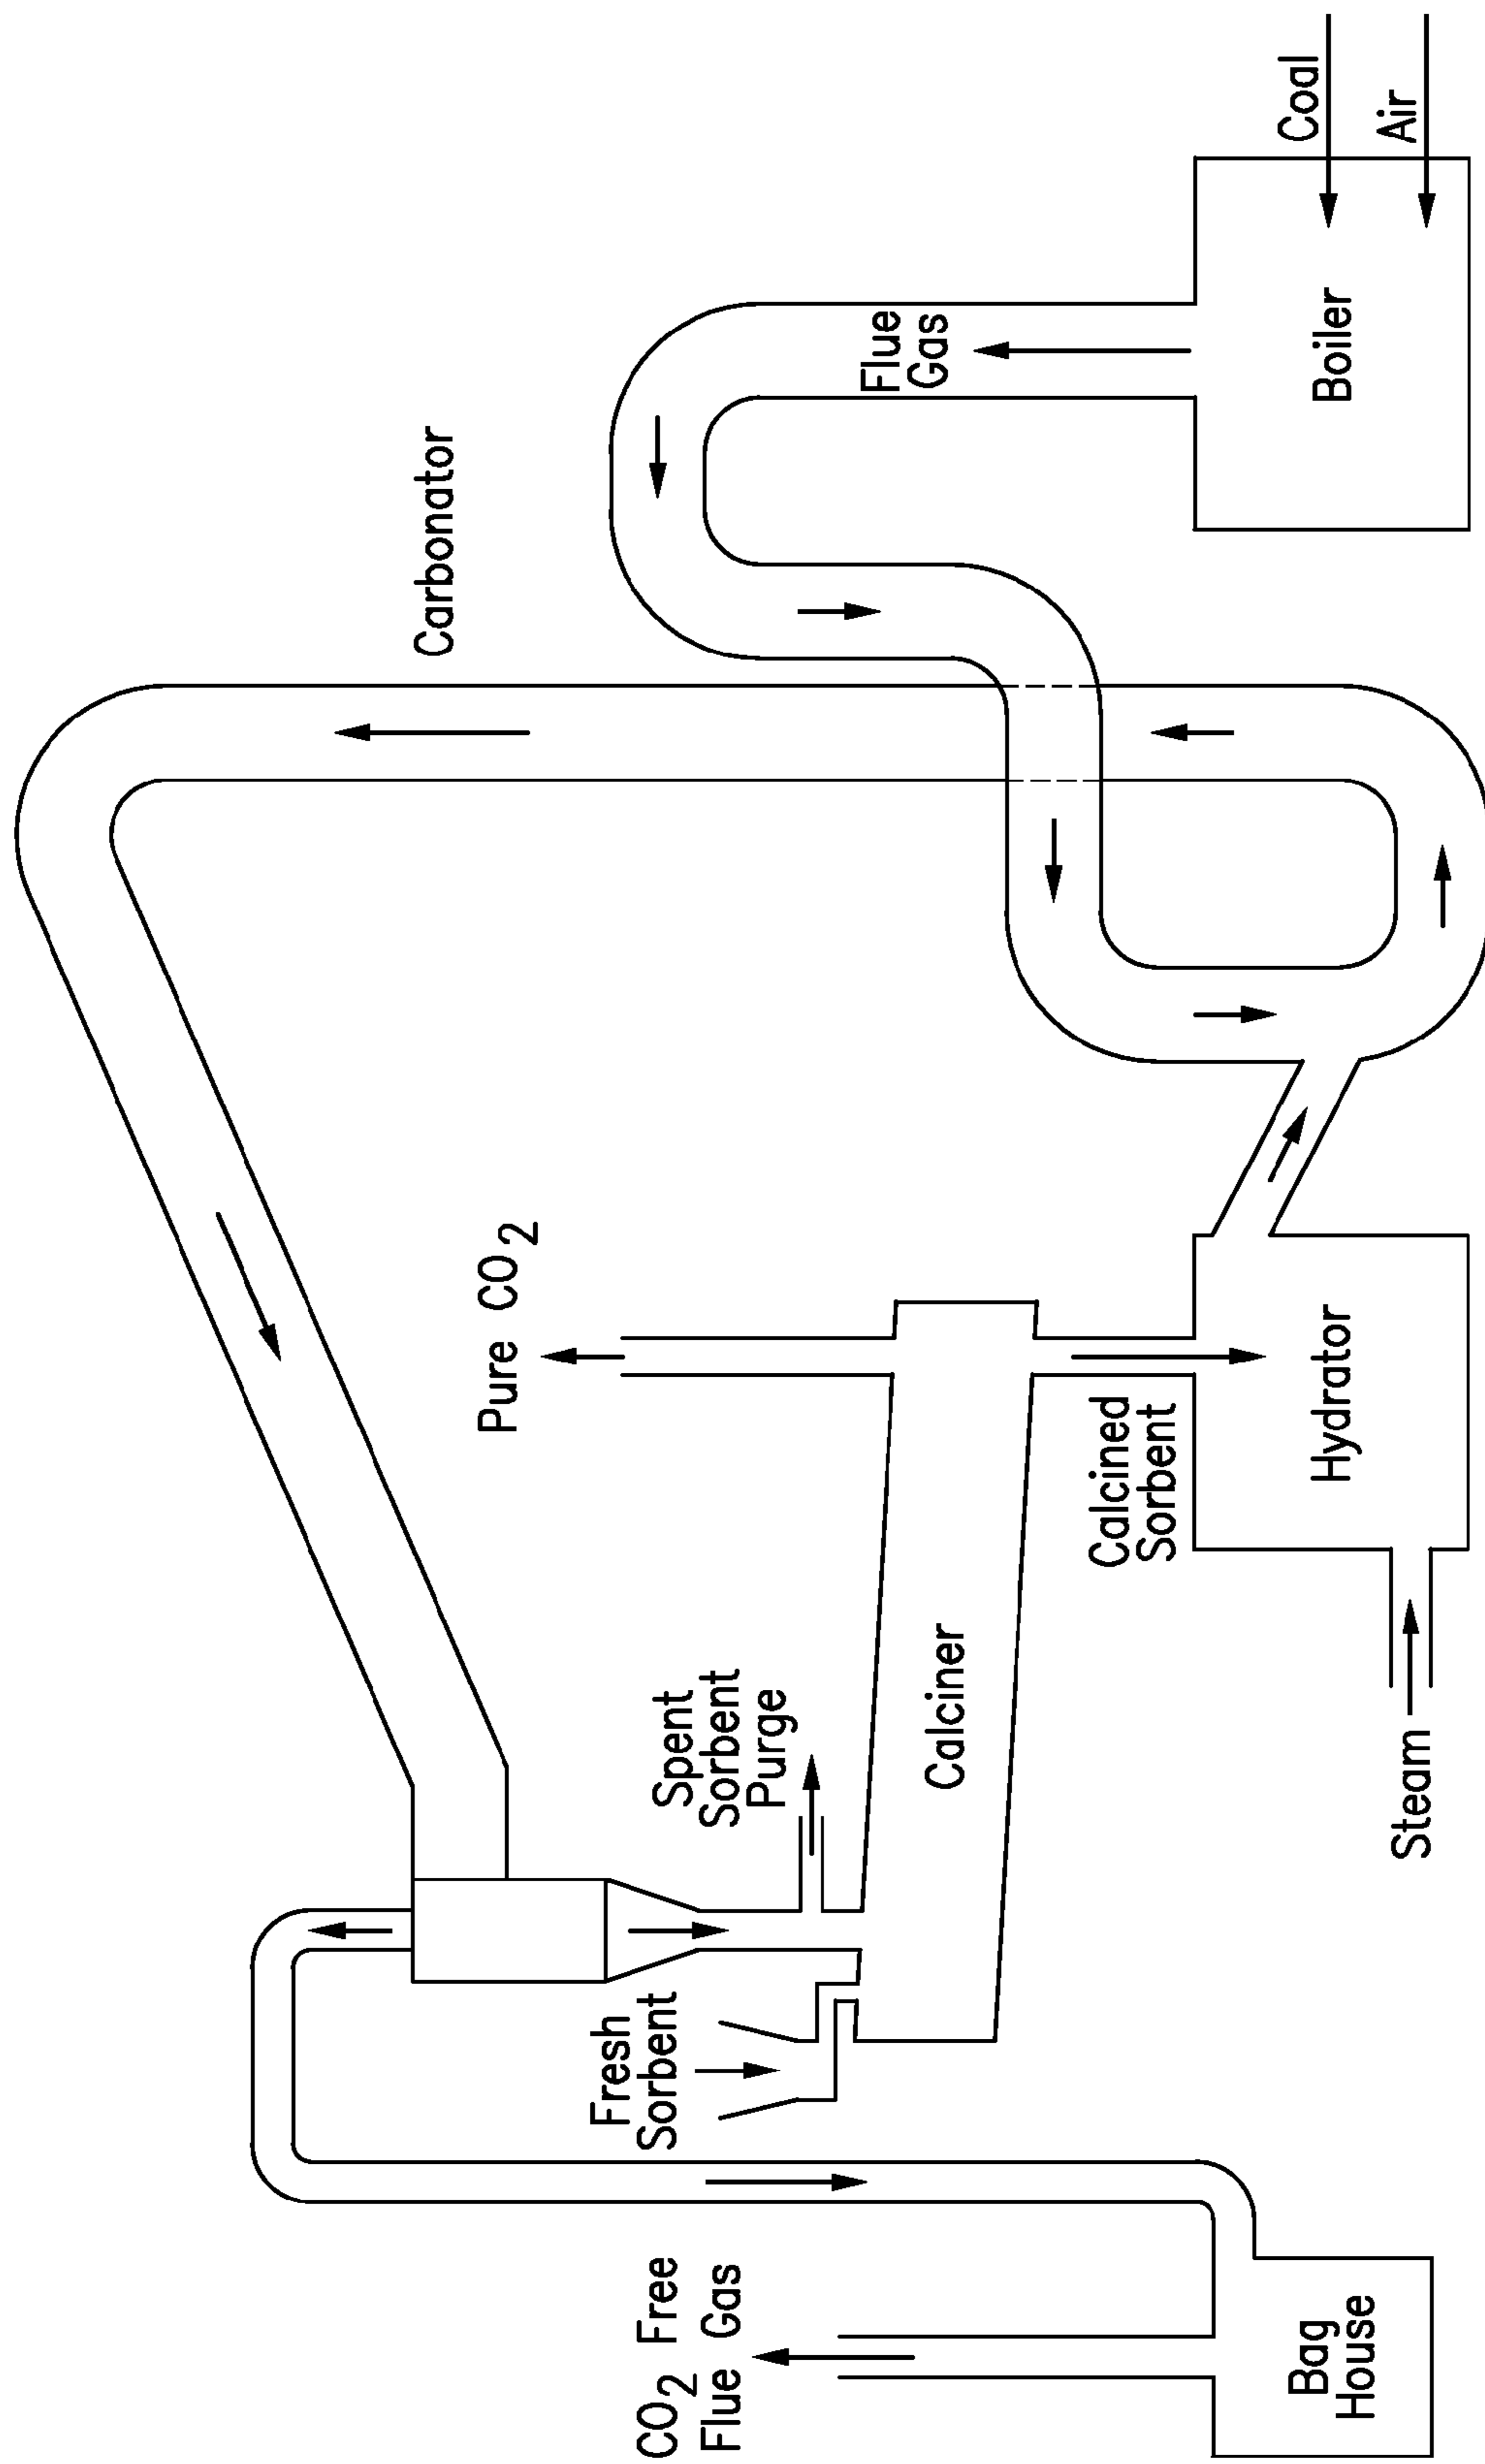 Carbonator
Coal
Air
Flue
Gas
Boiler
Pure CO2
Calcined
Sorbent
Hydrator
Steam
Spent
Sorbent
Purge
Calciner
Fresh
Sorbent
CO2 Free
Flue Gas
Bag
House